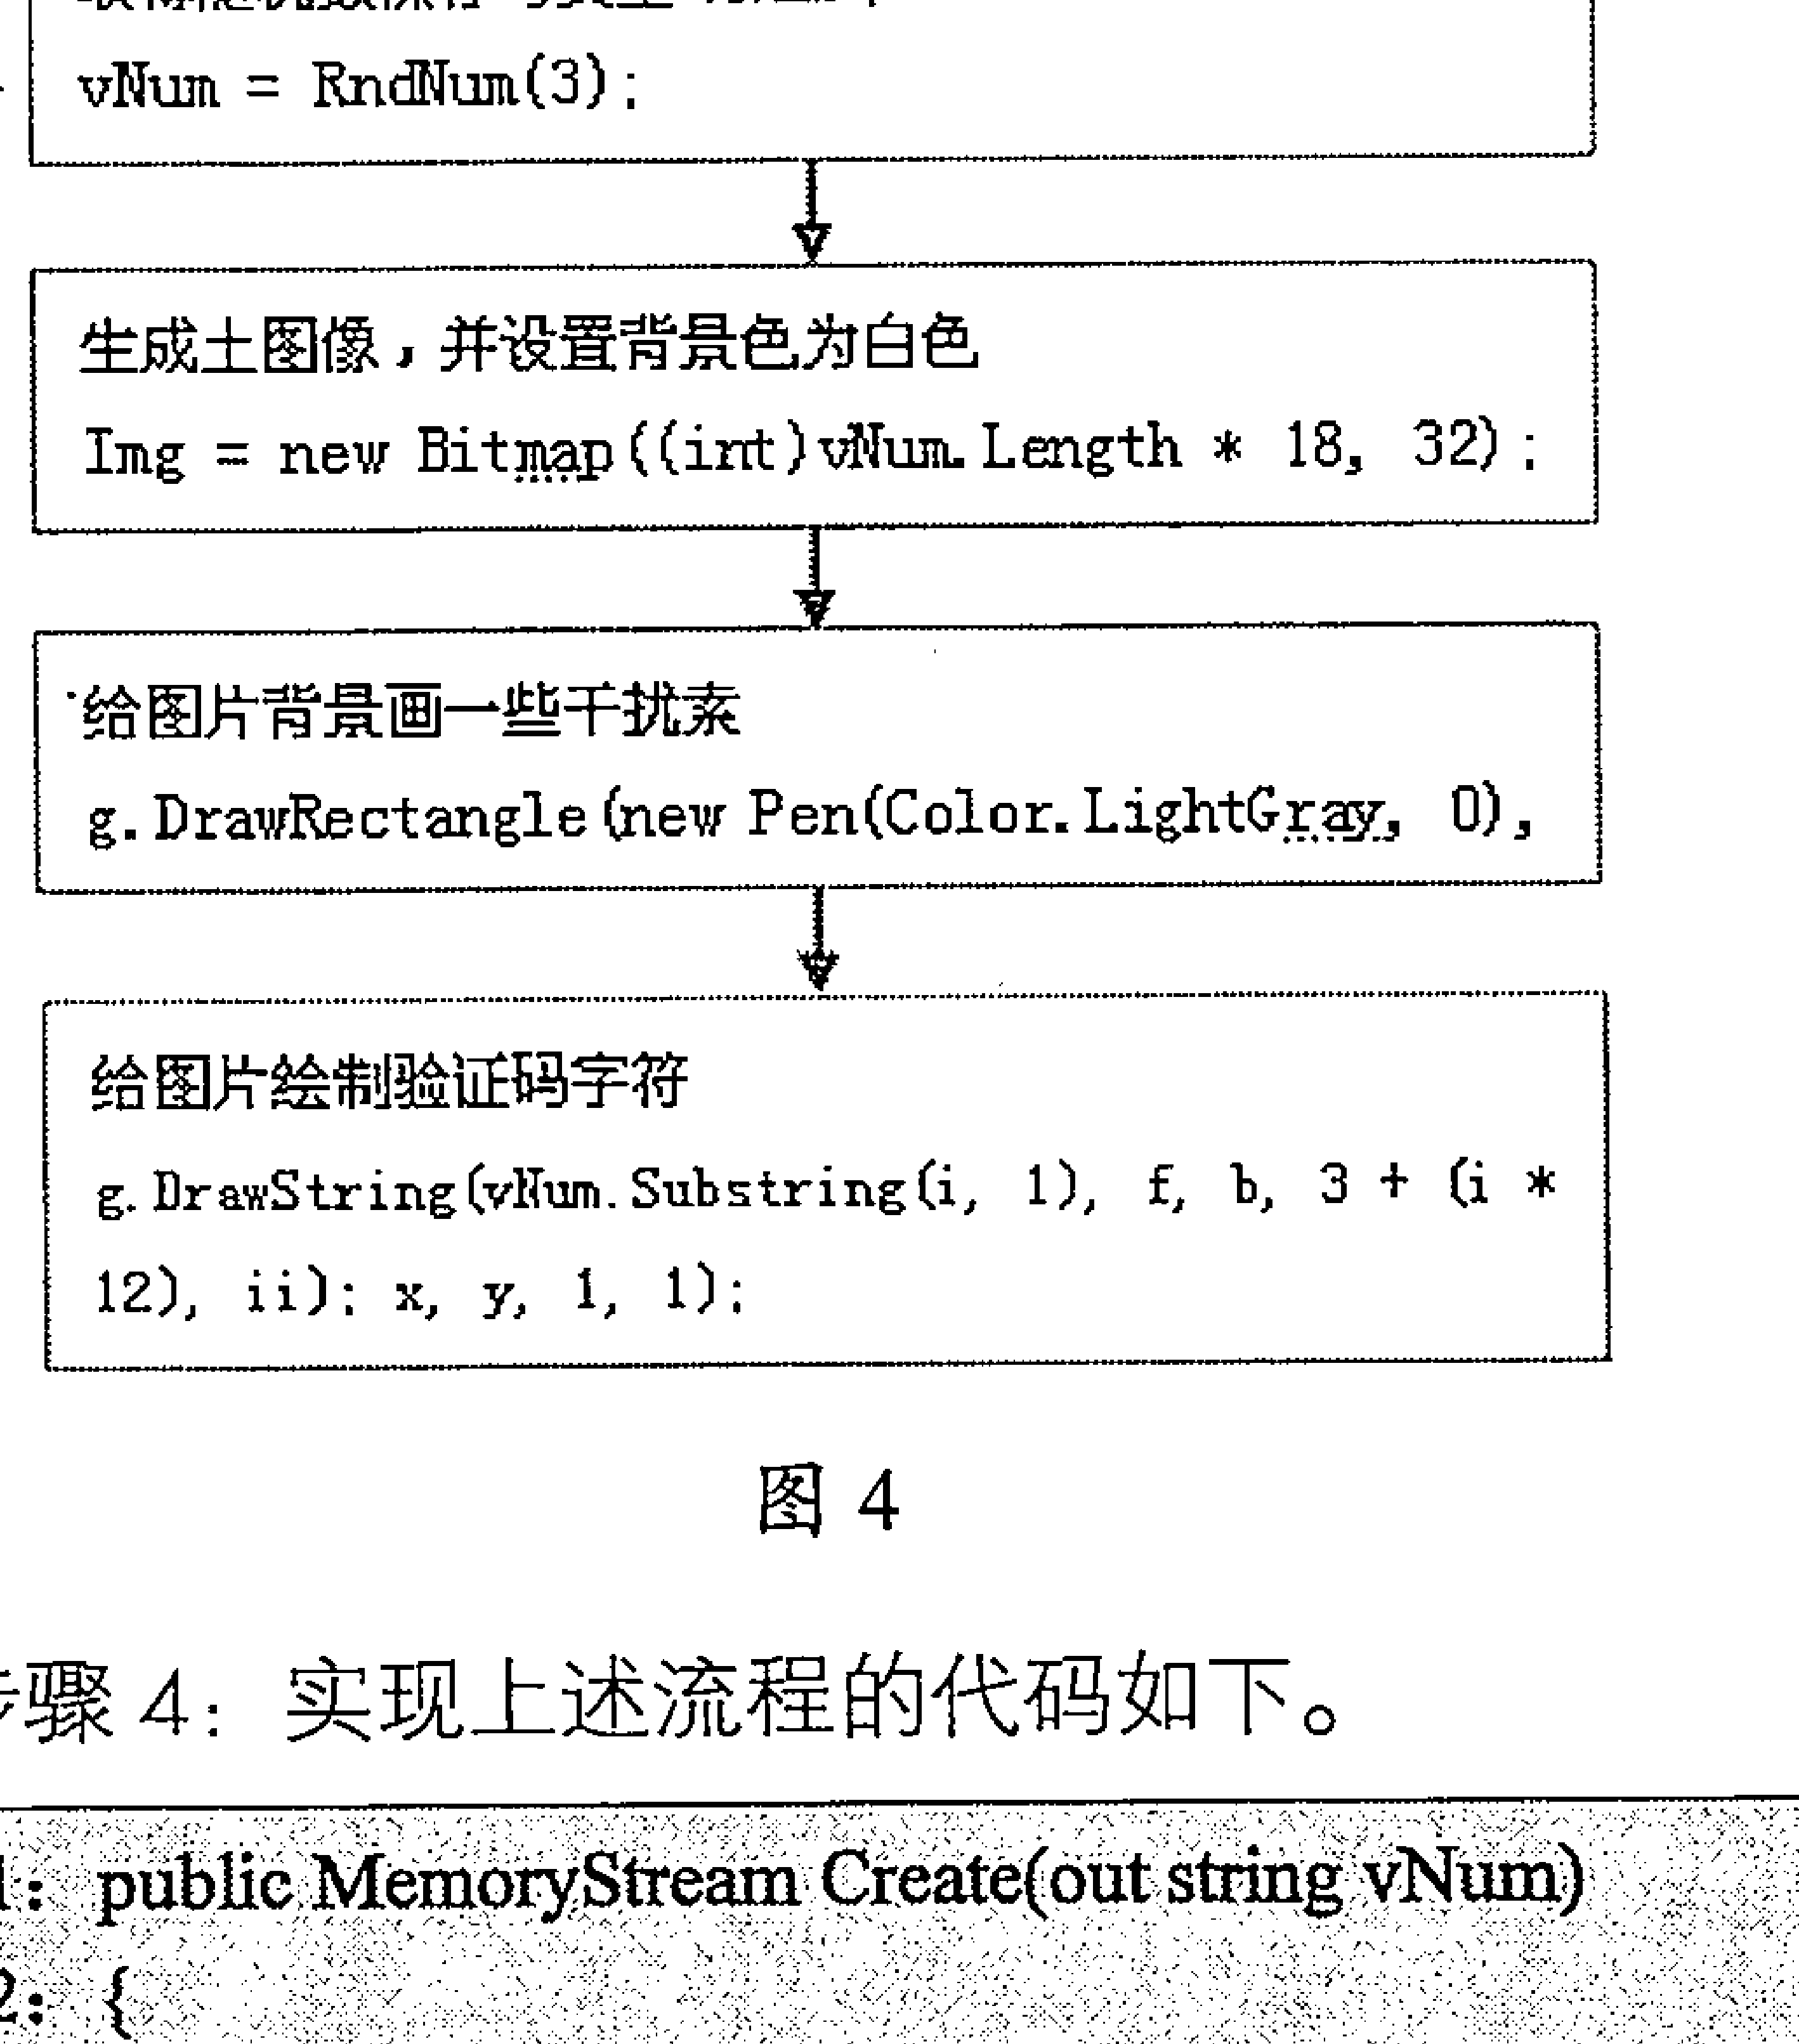 vNum = RndNum(3);
生成土图像，并设置背景色为白色
Img = new Bitmap((int)vNum.Length * 18, 32);
给图片背景画一些干扰素
g.DrawRectangle(new Pen(Color.LightGray, 0),
给图片绘制验证码字符
g.DrawString(vNum.Substring(i, 1), f, b, 3 + (i *
12), ii); x, y, 1, 1);
图 4
步骤 4：实现上述流程的代码如下。
1: public MemoryStream Create(out string vNum)
2: {